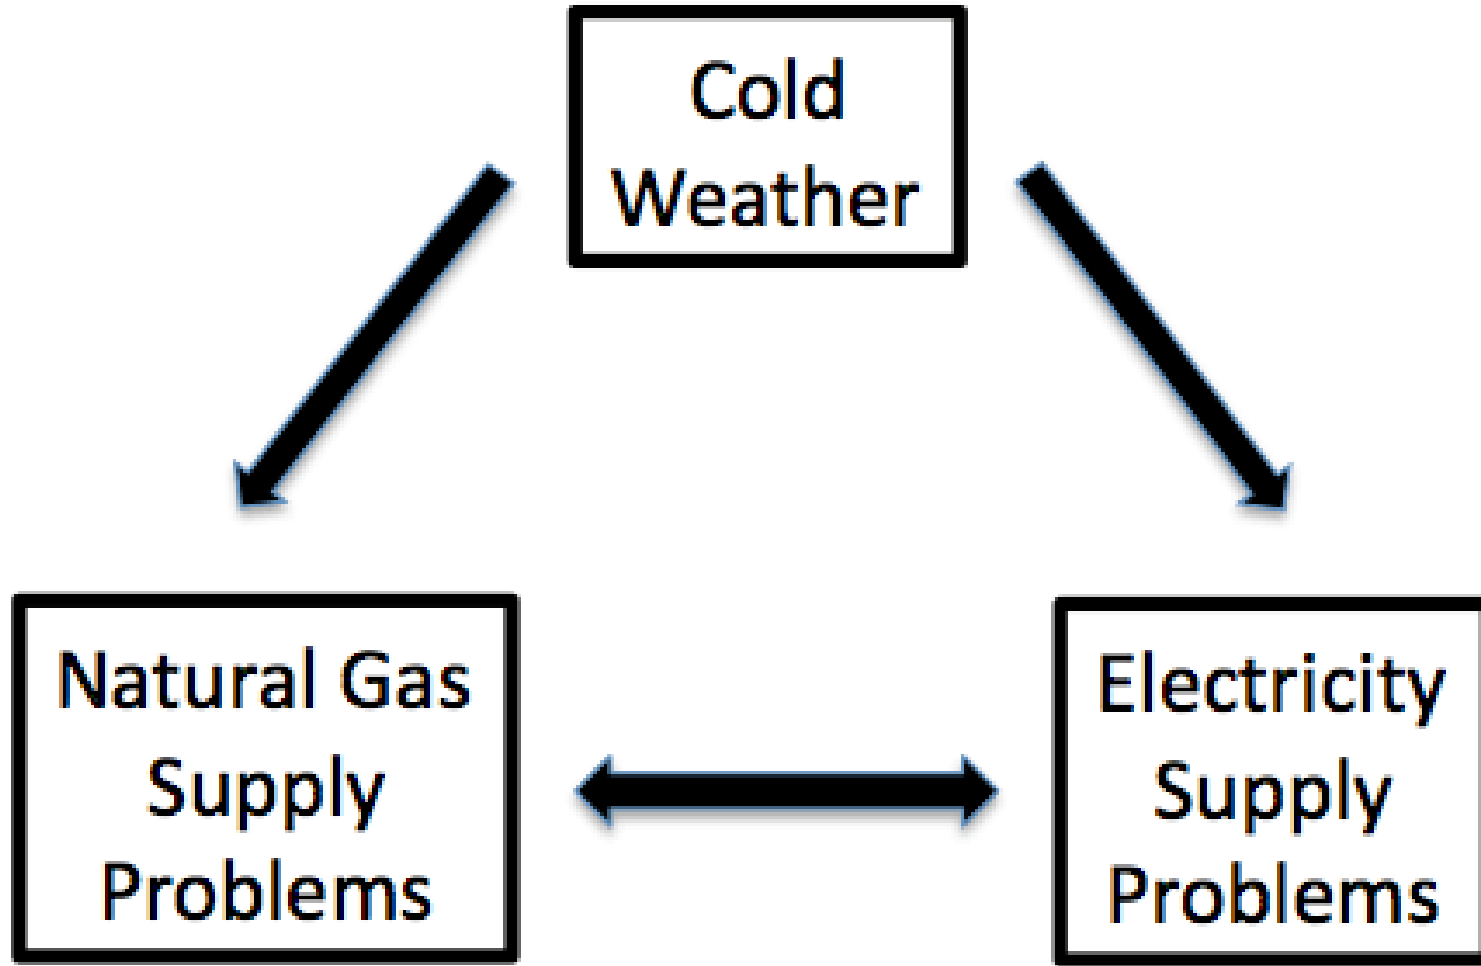 Cold
Weather
Natural Gas
Supply
Problems
Electricity
Supply
Problems